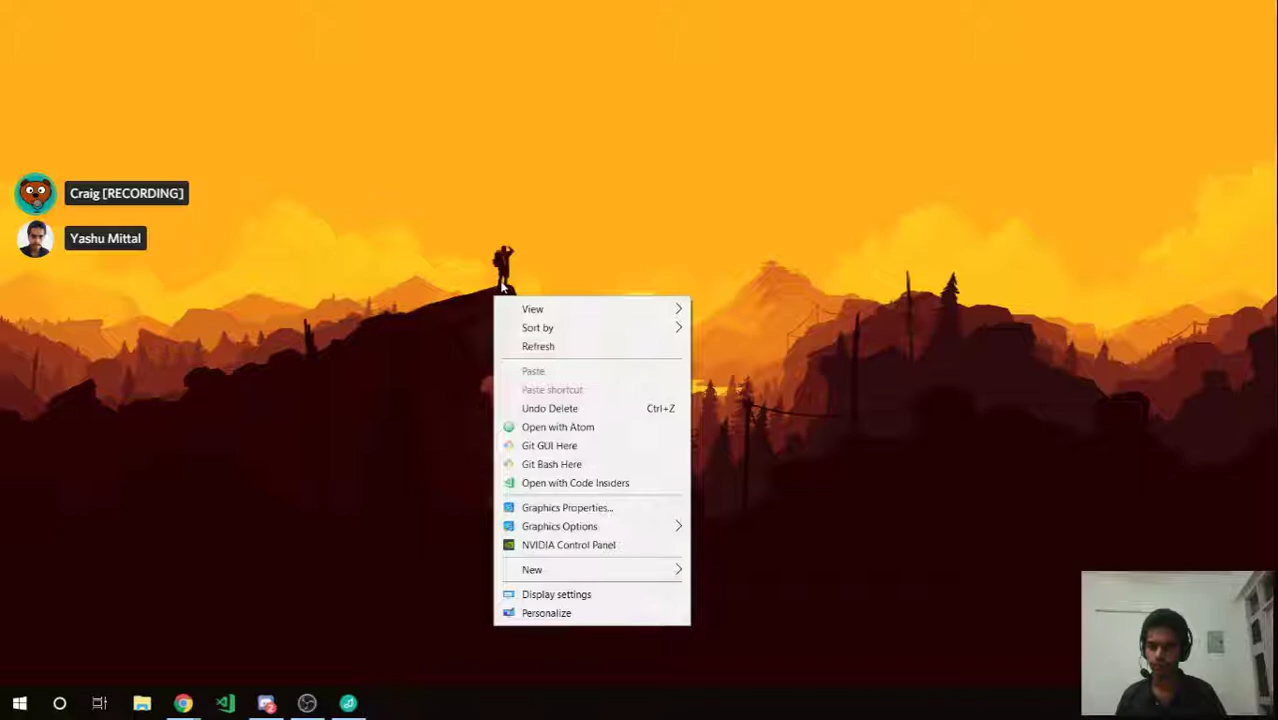 Craig [RECORDING]
Yashu Mittal
View
Sort by
Refresh
Paste
Paste shortcut
Undo Delete Ctrl+Z
Open with Atom
Git GUI Here
Git Bash Here
Open with Code Insiders
Graphics Properties...
Graphics Options
NVIDIA Control Panel
New
Display settings
Personalize
2